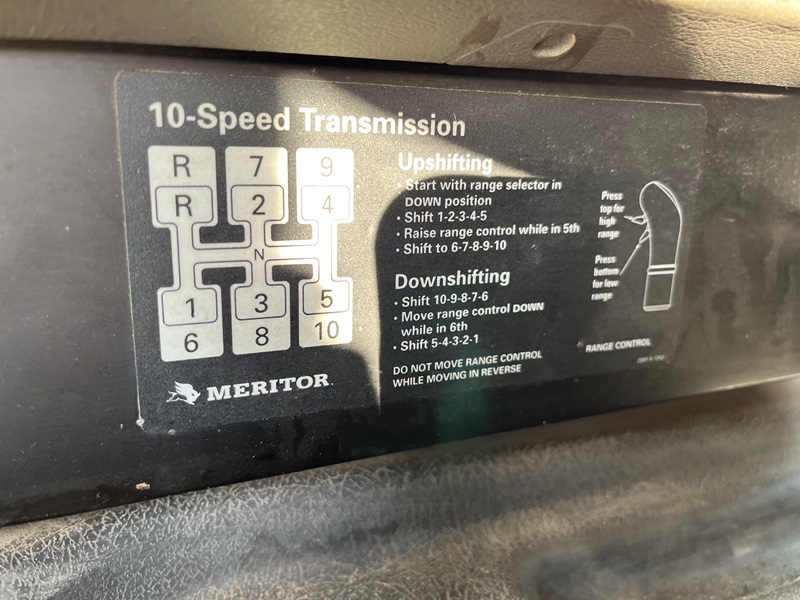 10-Speed Transmission
R 7 9
R 2 4
N
1 3 5
6 8 10
MERITOR
Upshifting
· Start with range selector in
DOWN position
· Shift 1-2-3-4-5
· Raise range control while in 5th
· Shift to 6-7-8-9-10
Downshifting
· Shift 10-9-8-7-6
· Move range control DOWN
while in 6th
· Shift 5-4-3-2-1
DO NOT MOVE RANGE CONTROL
WHILE MOVING IN REVERSE
Press
top for
high
range
Press
bottom
for low
range
RANGE CONTROL